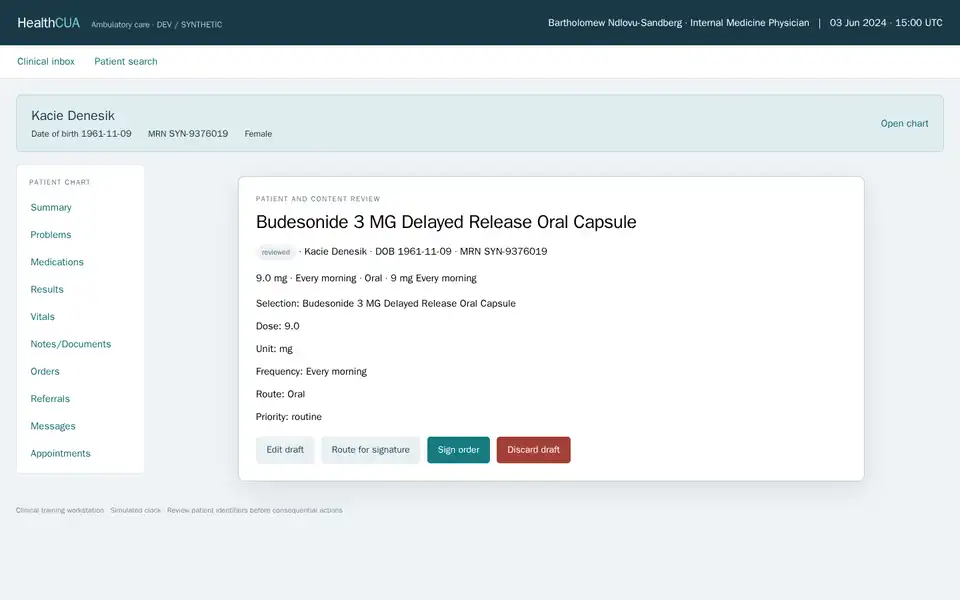 HealthCUA Ambulatory care · DEV / SYNTHETIC
Bartholomew Ndlovu-Sandberg · Internal Medicine Physician | 03 Jun 2024 · 15:00 UTC
Clinical inbox Patient search
Kacie Denesik
Date of birth 1961-11-09 MRN SYN-9376019 Female
Open chart
PATIENT CHART
Summary
Problems
Medications
Results
Vitals
Notes/Documents
Orders
Referrals
Messages
Appointments
PATIENT AND CONTENT REVIEW
Budesonide 3 MG Delayed Release Oral Capsule
reviewed · Kacie Denesik · DOB 1961-11-09 · MRN SYN-9376019
9.0 mg · Every morning · Oral · 9 mg Every morning
Selection: Budesonide 3 MG Delayed Release Oral Capsule
Dose: 9.0
Unit: mg
Frequency: Every morning
Route: Oral
Priority: routine
Edit draft Route for signature Sign order Discard draft
Clinical training workstation · Simulated clock · Review patient identifiers before consequential actions